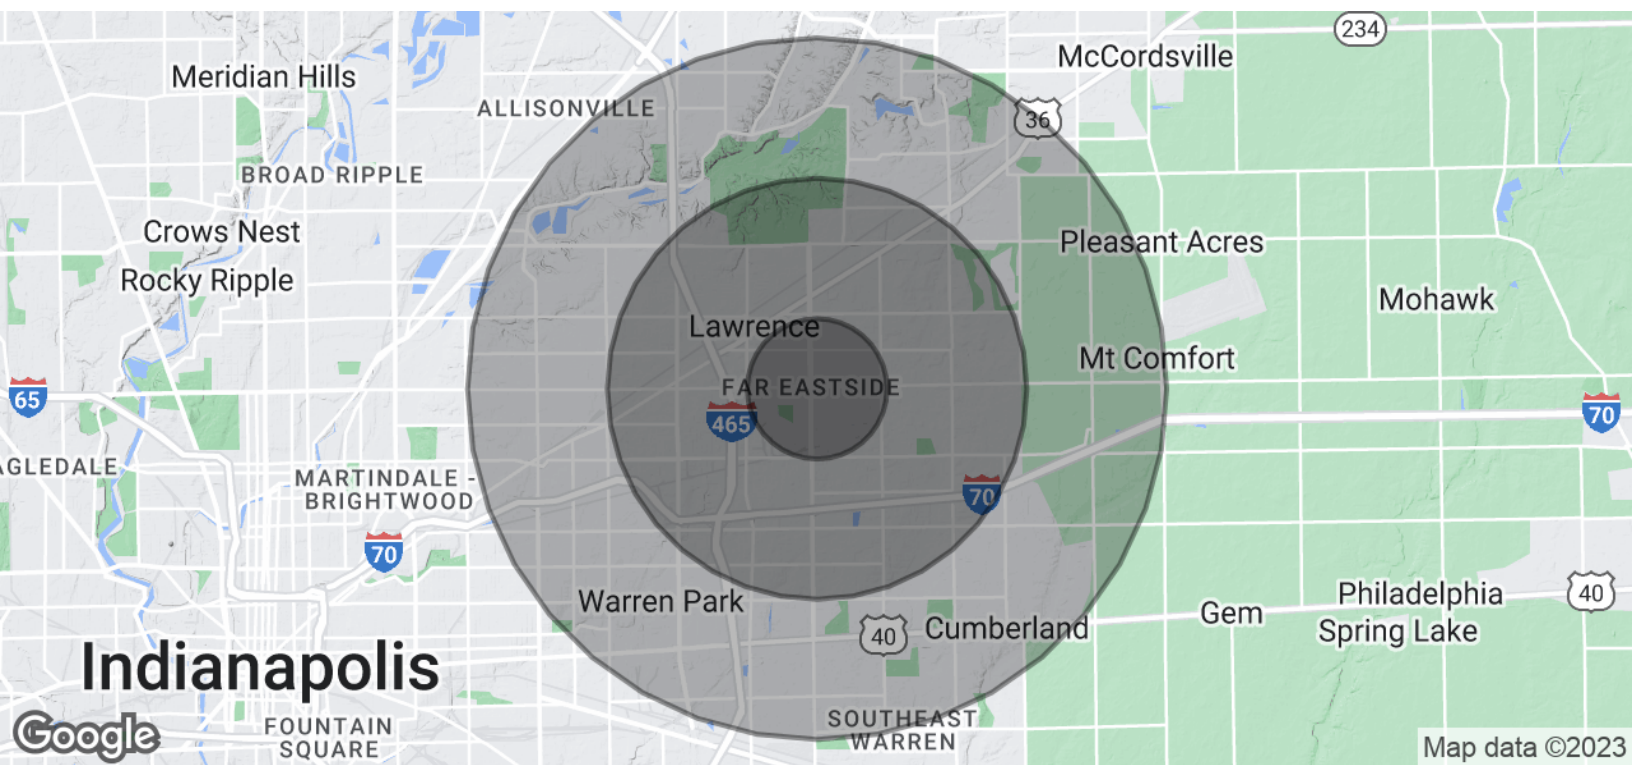 234
McCordsville
Meridian Hills
ALLISONVILLE
36
BROAD RIPPLE
Crows Nest
Pleasant Acres
Rocky Ripple
Mohawk
Lawrence
Mt Comfort
FAR EASTSIDE
65
70
465
AGLEDALE
MARTINDALE -
BRIGHTWOOD
70
70
Warren Park
Philadelphia
40
Gem
Cumberland
40
Spring Lake
Indianapolis
SOUTHEAST
WARREN
FOUNTAIN
SQUARE
Google
Map data ©2023